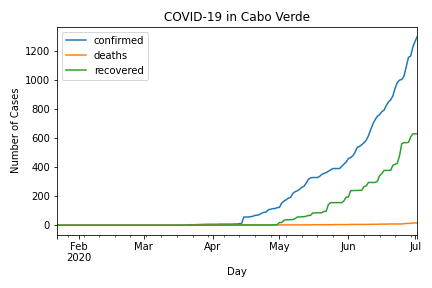 COVID-19 in Cabo Verde
confirmed
deaths
recovered
Number of Cases
1200
1000
800
600
400
200
0
Feb
2020
Mar
Apr
May
Jun
Jul
Day